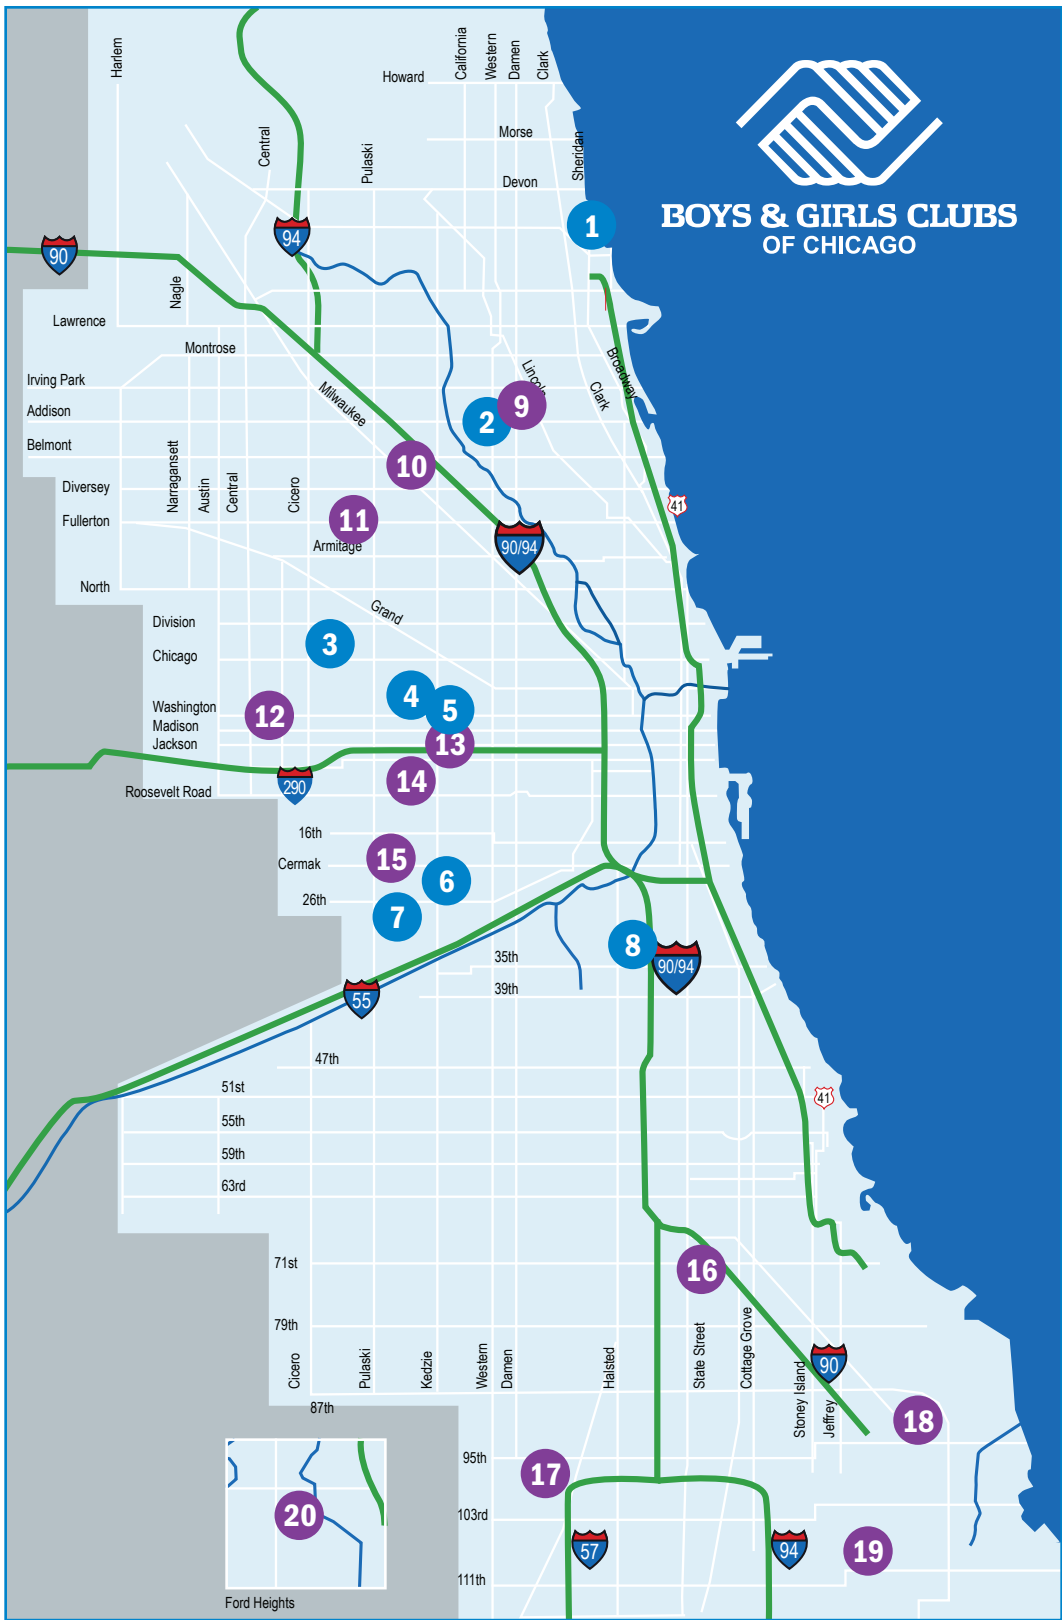 BOYS & GIRLS CLUBS
OF CHICAGO
Harlem
Central
Pulaski
Howard
California
Western
Damen
Clark
Morse
Devon
Sheridan
1
94
90
Nagle
Lawrence
Montrose
Irving Park
Addison
Belmont
Milwaukee
Lincoln
Clark
Broadway
2
9
10
Narragansett
Austin
Central
Cicero
Diversey
Fullerton
11
Armitage
41
90/94
North
Grand
Division
Chicago
3
4
5
Washington
Madison
Jackson
12
13
14
290
Roosevelt Road
16th
Cermak
26th
15
6
7
8
90/94
35th
39th
55
47th
51st
55th
59th
63rd
41
71st
16
79th
Cicero
Pulaski
Kedzie
Western
Damen
Halsted
State Street
Cottage Grove
Stoney Island
Jeffrey
90
87th
18
95th
17
103rd
57
94
19
111th
20
Ford Heights